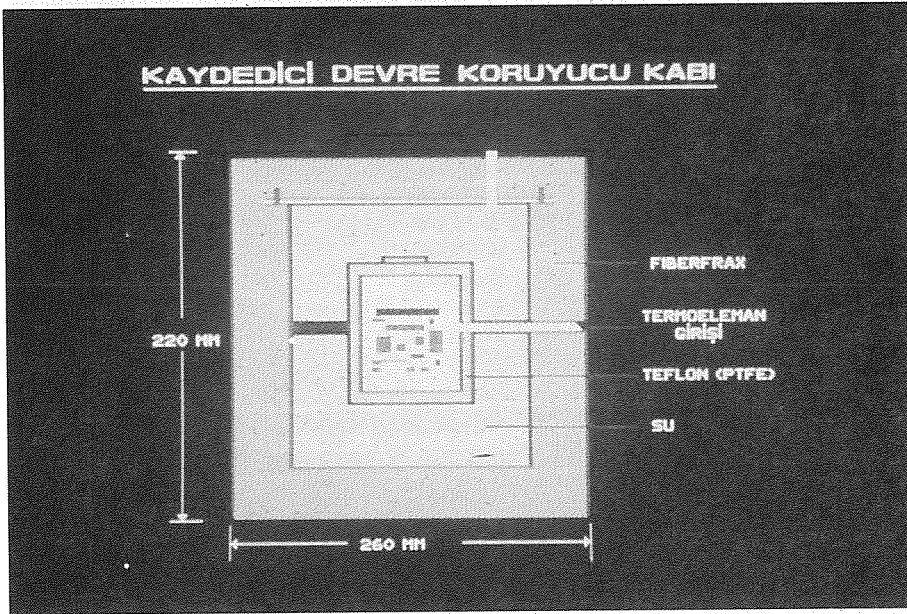 KAYDEDİCİ DEVRE KORUYUCU KABI
FIBERFRAX
TERMOELEMAN
GİRİŞİ
220 MM
TEFLON (PTFE)
SU
260 MM